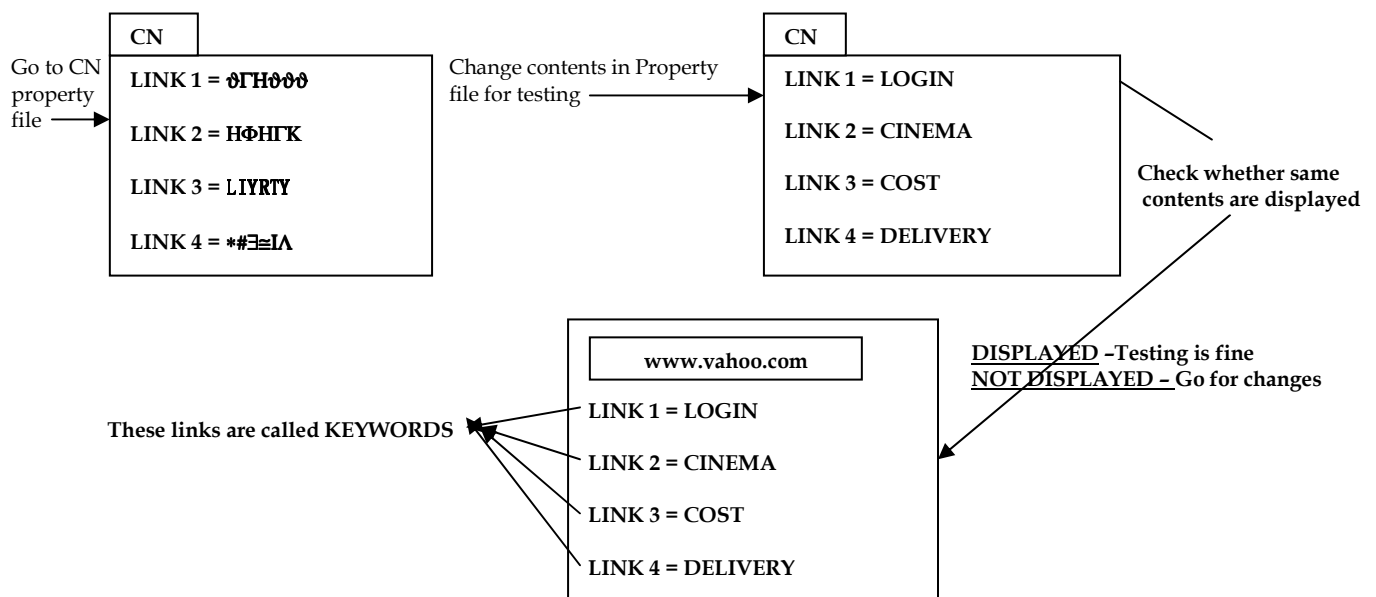 CN
Go to CN
property
file
LINK 1 = ϑΓΗϑϑϑ
LINK 2 = ΗΦΗΓΚ
LINK 3 = LIYRTY
LINK 4 = *#∃≅ΙΛ
Change contents in Property
file for testing
CN
LINK 1 = LOGIN
LINK 2 = CINEMA
LINK 3 = COST
LINK 4 = DELIVERY
Check whether same
contents are displayed
DISPLAYED –Testing is fine
NOT DISPLAYED – Go for changes
www.yahoo.com
LINK 1 = LOGIN
LINK 2 = CINEMA
LINK 3 = COST
LINK 4 = DELIVERY
These links are called KEYWORDS